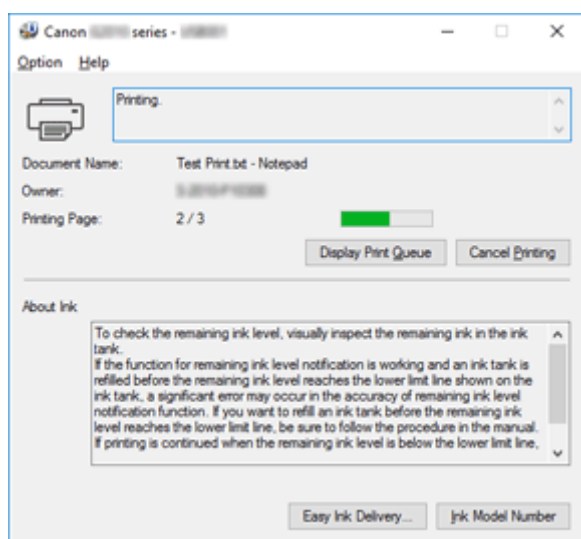 Canon series -
Option Help
Printing.
Document Name: Test Print.txt - Notepad
Owner:
Printing Page: 2 / 3
Display Print Queue Cancel Printing
About Ink
To check the remaining ink level, visually inspect the remaining ink in the ink
tank.
If the function for remaining ink level notification is working and an ink tank is
refilled before the remaining ink level reaches the lower limit line shown on the
ink tank, a significant error may occur in the accuracy of remaining ink level
notification function. If you want to refill an ink tank before the remaining ink
level reaches the lower limit line, be sure to follow the procedure in the manual.
If printing is continued when the remaining ink level is below the lower limit line,
Easy Ink Delivery... Ink Model Number